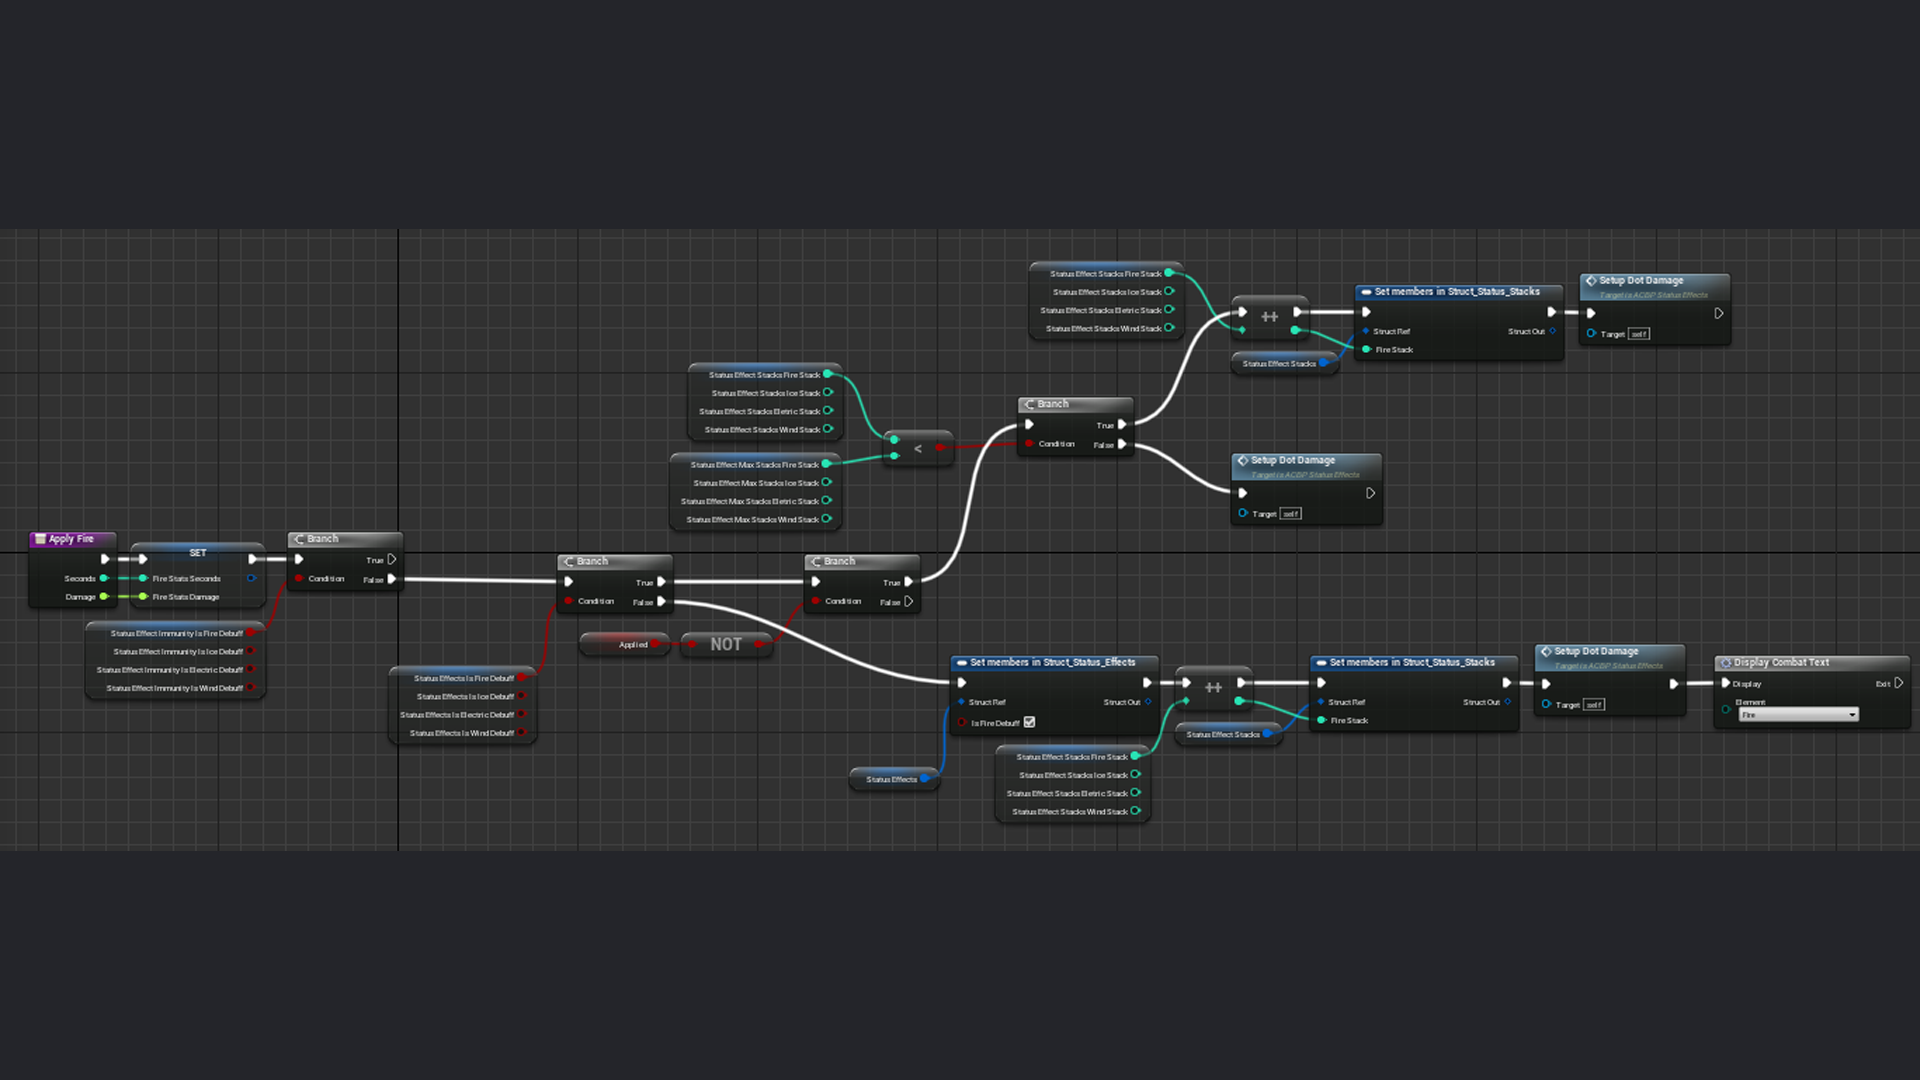 Apply Fire
Seconds
Damage
SET
Fire Stats Seconds
Fire Stats Damage
Branch
True
Condition
False
Status Effect Immunity Is Fire Debuff
Status Effect Immunity Is Ice Debuff
Status Effect Immunity Is Electric Debuff
Status Effect Immunity Is Wind Debuff
Status Effects Is Fire Debuff
Status Effects Is Ice Debuff
Status Effects Is Electric Debuff
Status Effects Is Wind Debuff
Branch
True
Condition
False
Applied
NOT
Branch
True
Condition
False
Status Effect Stacks Fire Stack
Status Effect Stacks Ice Stack
Status Effect Stacks Eletric Stack
Status Effect Stacks Wind Stack
Status Effect Max Stacks Fire Stack
Status Effect Max Stacks Ice Stack
Status Effect Max Stacks Eletric Stack
Status Effect Max Stacks Wind Stack
<
Branch
True
Condition
False
Status Effect Stacks Fire Stack
Status Effect Stacks Ice Stack
Status Effect Stacks Eletric Stack
Status Effect Stacks Wind Stack
++
Status Effect Stacks
Set members in Struct_Status_Stacks
Struct Ref
Struct Out
Fire Stack
Setup Dot Damage
Target is ACBP Status Effects
Target self
Setup Dot Damage
Target is ACBP Status Effects
Target self
Status Effects
Set members in Struct_Status_Effects
Struct Ref
Struct Out
Is Fire Debuff
Status Effect Stacks Fire Stack
Status Effect Stacks Ice Stack
Status Effect Stacks Eletric Stack
Status Effect Stacks Wind Stack
++
Status Effect Stacks
Set members in Struct_Status_Stacks
Struct Ref
Struct Out
Fire Stack
Setup Dot Damage
Target is ACBP Status Effects
Target self
Display Combat Text
Display
Exit
Element
Fire